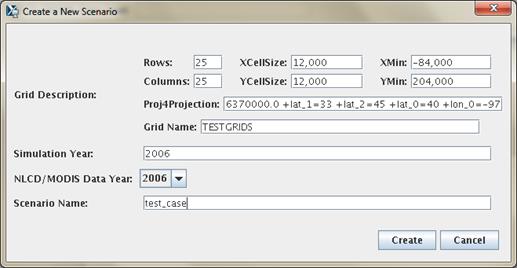 Create a New Scenario
Rows: 25 XCellSize: 12,000 XMin: -84,000
Columns: 25 YCellSize: 12,000 YMin: 204,000
Grid Description:
Proj4Projection: 6370000.0 +lat_1=33 +lat_2=45 +lat_0=40 +lon_0=-97
Grid Name: TESTGRIDS
Simulation Year: 2006
NLCD/MODIS Data Year: 2006
Scenario Name: test_case
Create Cancel